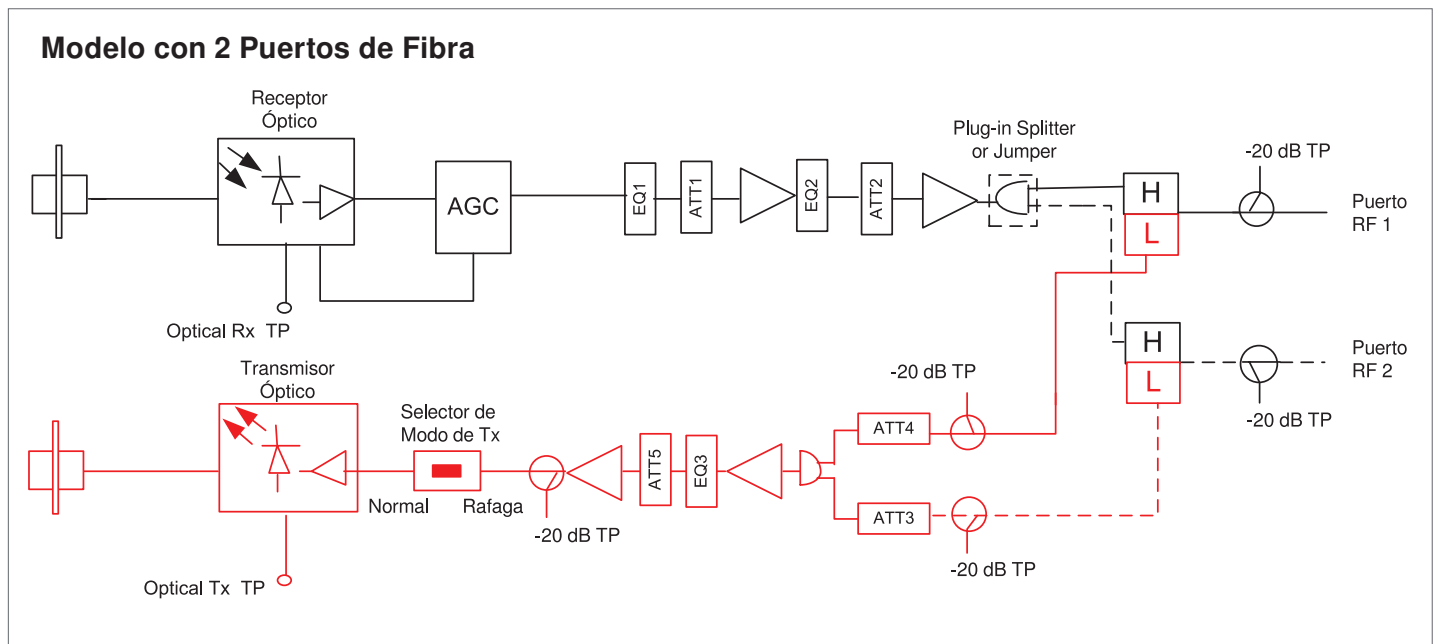 Modelo con 2 Puertos de Fibra
Receptor
Óptico
Plug-in Splitter
or Jumper
-20 dB TP
AGC
EQ1
ATT1
EQ2
ATT2
H
L
Puerto
RF 1
Optical Rx TP
H
L
Puerto
RF 2
-20 dB TP
Transmisor
Óptico
Selector de
Modo de Tx
Normal
Rafaga
-20 dB TP
ATT5
EQ3
ATT4
-20 dB TP
ATT3
-20 dB TP
Optical Tx TP